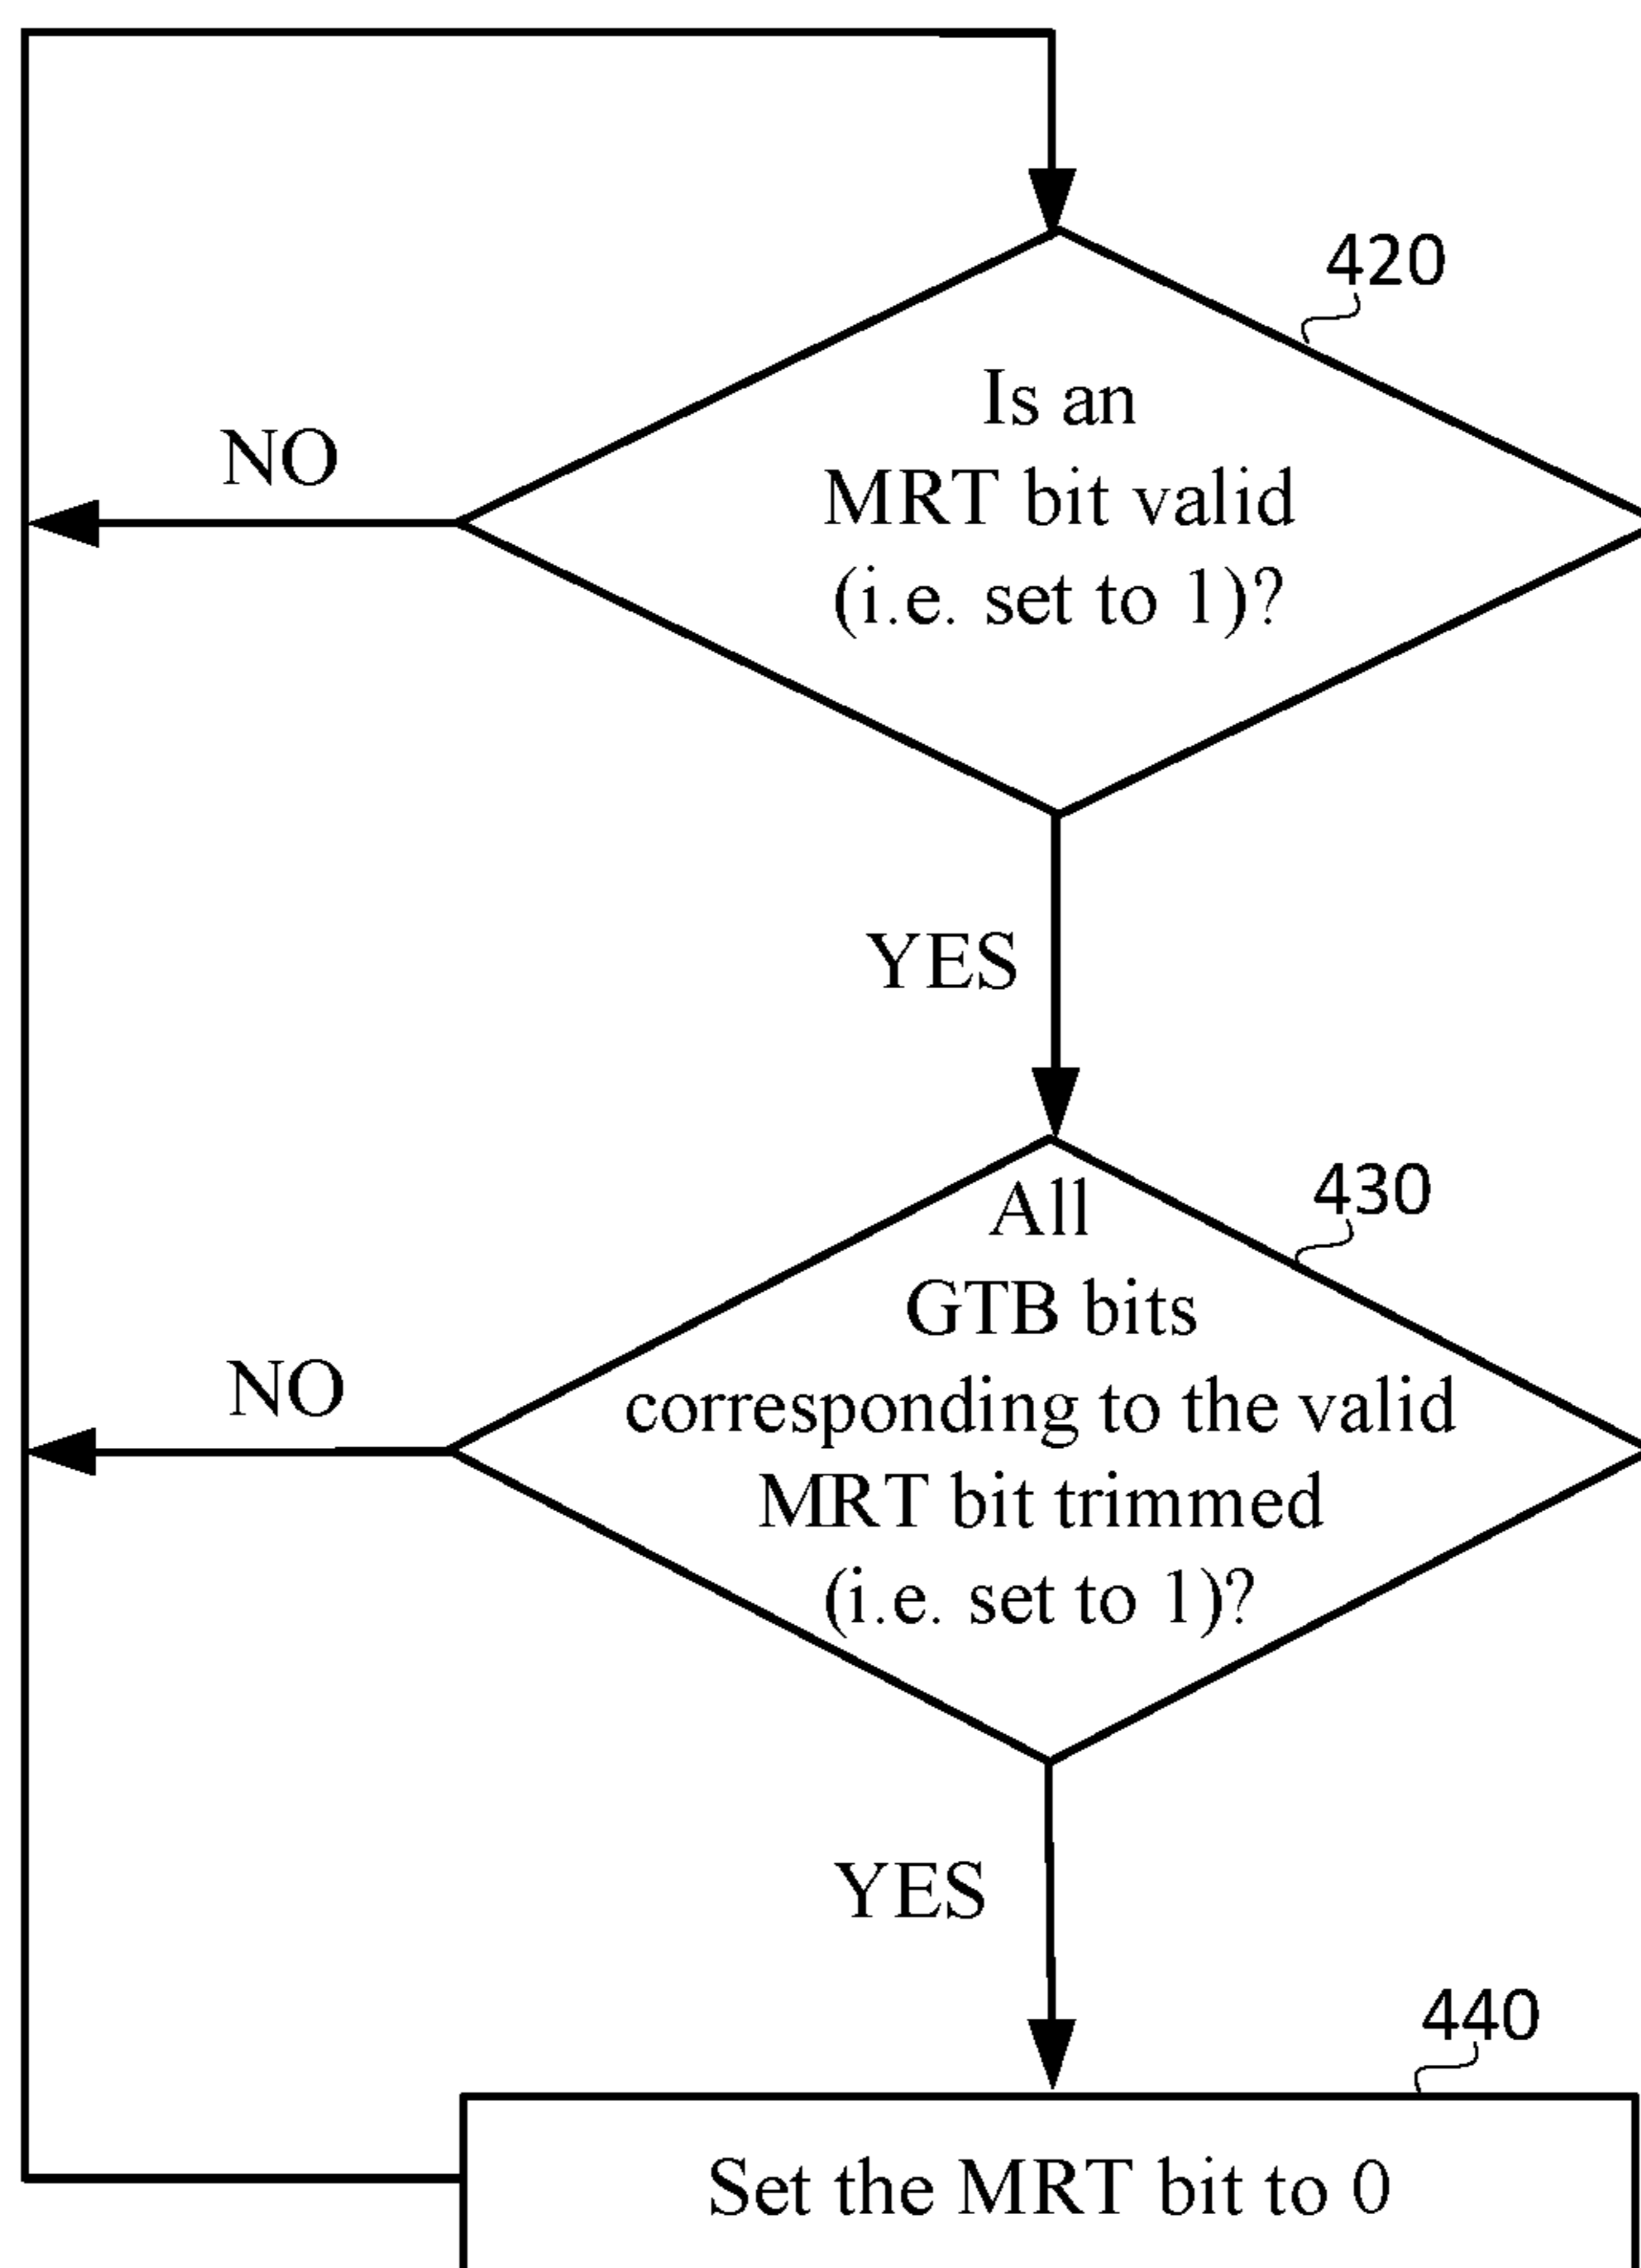 420
Is an
MRT bit valid
(i.e. set to 1)?
NO
YES
430
All
GTB bits
corresponding to the valid
MRT bit trimmed
(i.e. set to 1)?
NO
YES
440
Set the MRT bit to 0